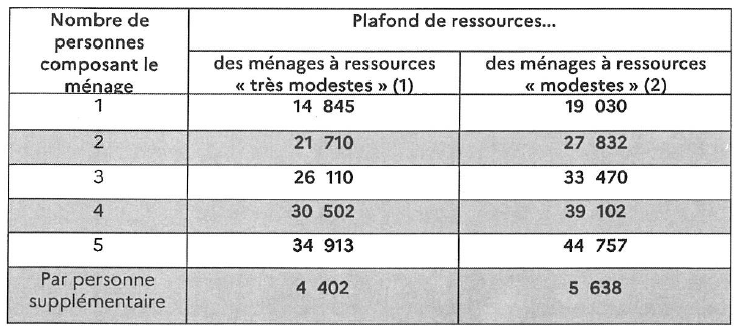 Nombre de personnes composant le ménage
Plafond de ressources...
des ménages à ressources « très modestes » (1)
des ménages à ressources « modestes » (2)
1 14 845 19 030
2 21 710 27 832
3 26 110 33 470
4 30 502 39 102
5 34 913 44 757
Par personne supplémentaire 4 402 5 638